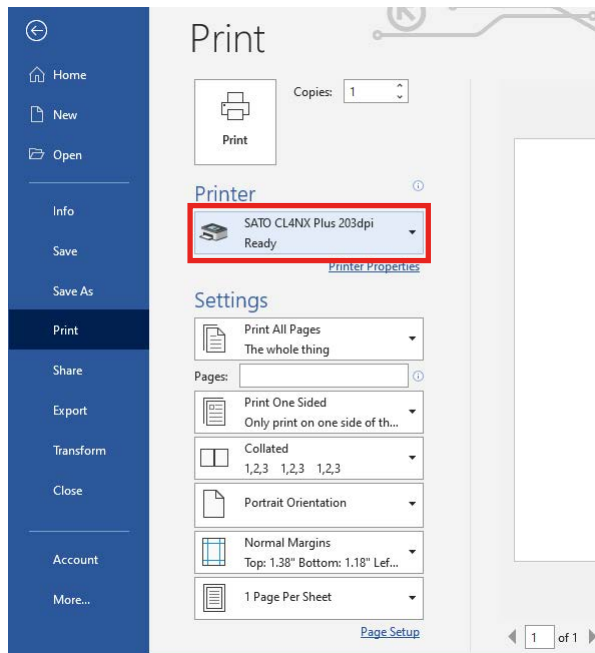 Print
Home
New
Open
Info
Save
Save As
Print
Share
Export
Transform
Close
Account
More...
Copies: 1
Print
Printer
SATO CL4NX Plus 203dpi
Ready
Printer Properties
Settings
Print All Pages
The whole thing
Pages:
Print One Sided
Only print on one side of th...
Collated
1,2,3 1,2,3 1,2,3
Portrait Orientation
Normal Margins
Top: 1.38" Bottom: 1.18" Lef...
1 Page Per Sheet
Page Setup
1 of 1